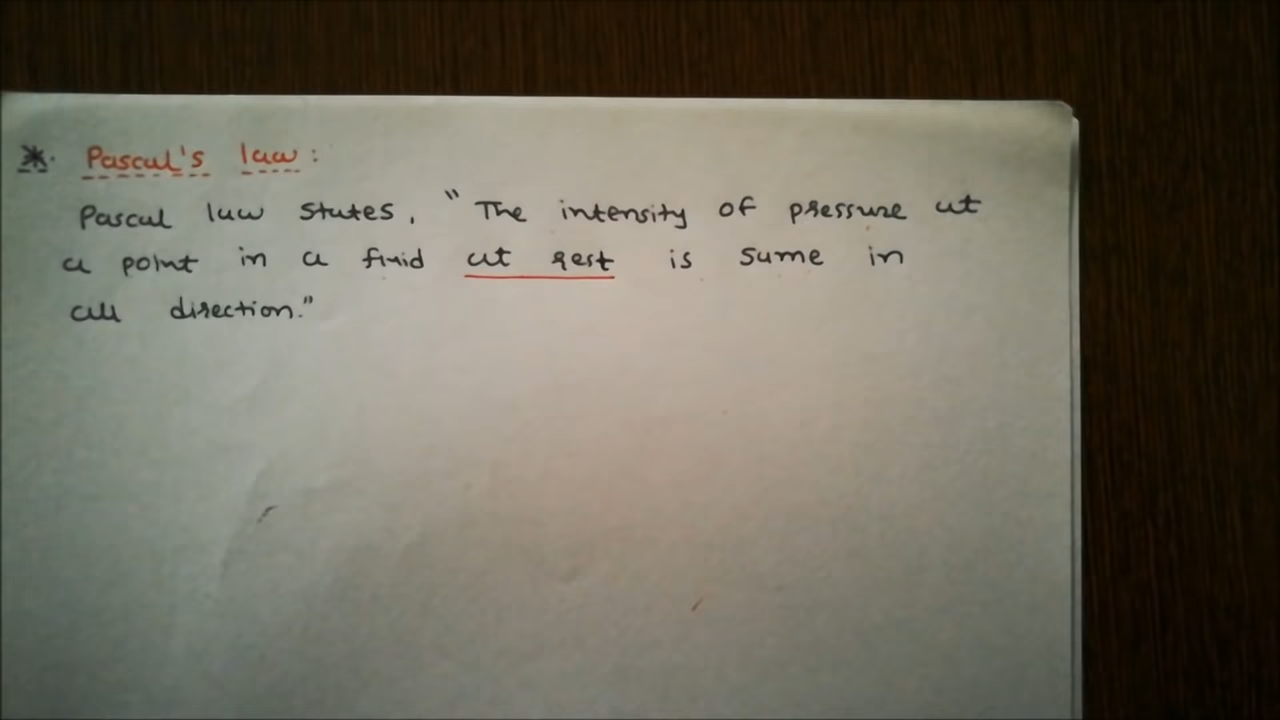 * Pascal's law:
Pascal law states, "The intensity of pressure at
a point in a fluid at rest is same in
all direction."